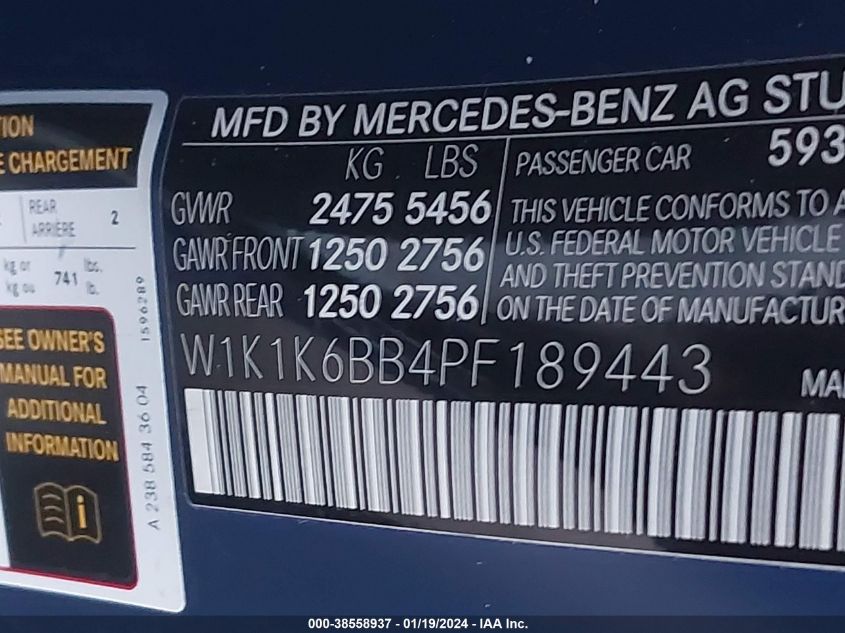 TION
E CHARGEMENT
REAR
ARRIÈRE 2
kg or
kg ou 741 lbs.
lb.
SEE OWNER'S
MANUAL FOR
ADDITIONAL
INFORMATION
i
1596289
A 238 584 36 04
MFD BY MERCEDES-BENZ AG STU
KG LBS
GVWR 2475 5456
GAWR FRONT 1250 2756
GAWR REAR 1250 2756
PASSENGER CAR 593
THIS VEHICLE CONFORMS TO A
U.S. FEDERAL MOTOR VEHICLE
AND THEFT PREVENTION STAND
ON THE DATE OF MANUFACTUR
W1K1K6BB4PF189443
MA
000-38558937 - 01/19/2024 - IAA Inc.